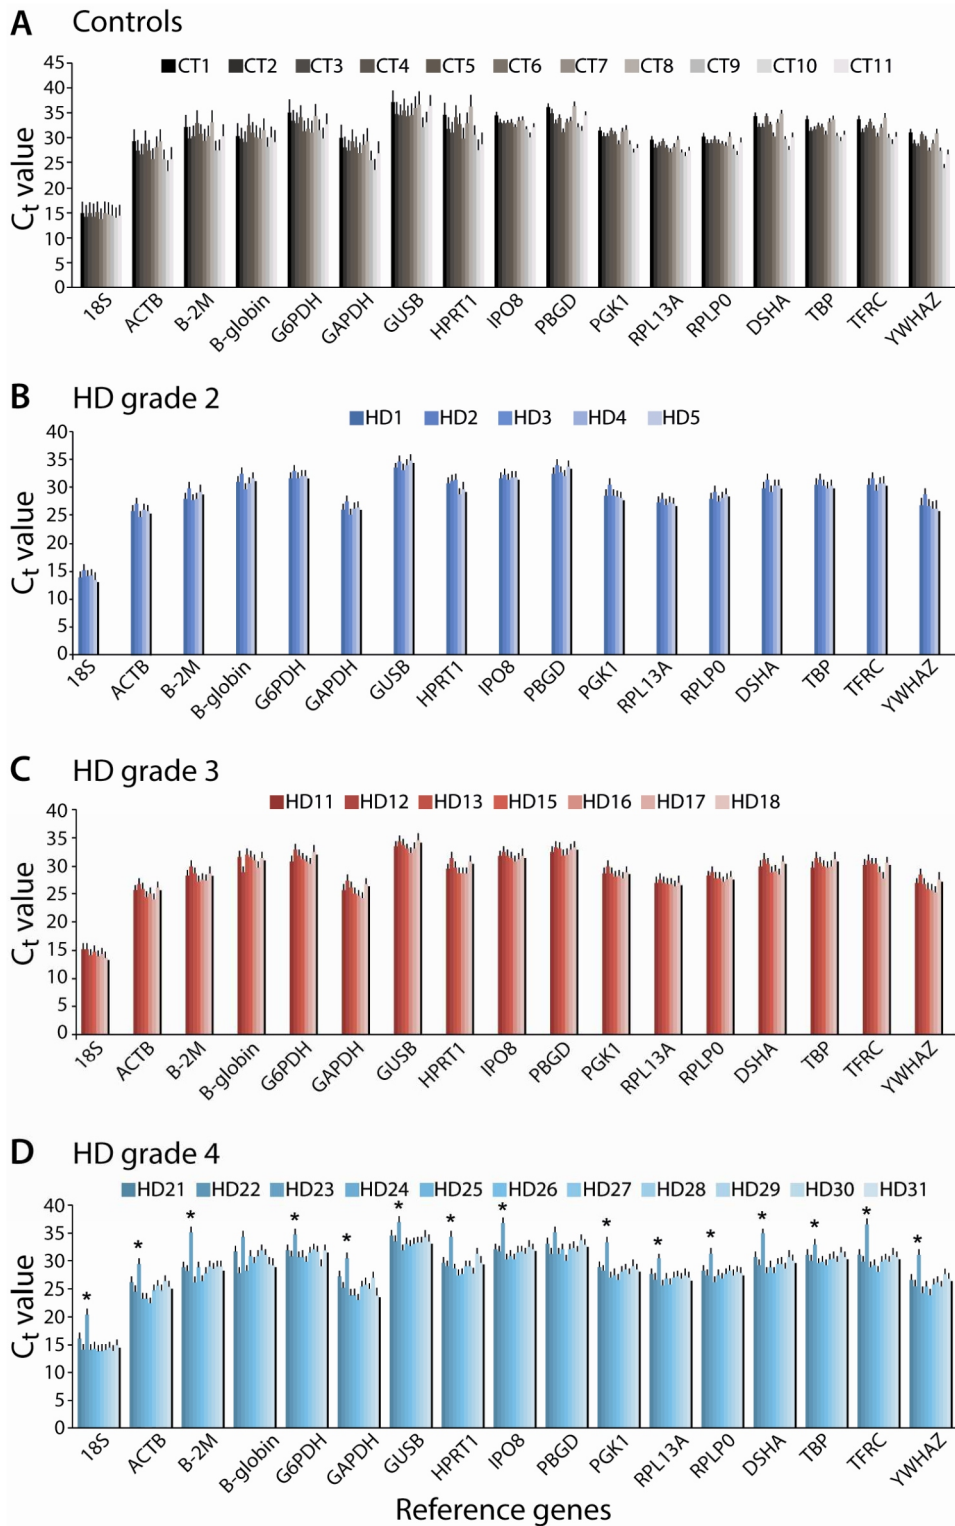 A Controls
CT1 CT2 CT3 CT4 CT5 CT6 CT7 CT8 CT9 CT10 CT11
Ct value
45
40
35
30
25
20
15
10
5
0
18S ACTB B-2M B-globin G6PDH GAPDH GUSB HPRT1 IPO8 PBGD PGK1 RPL13A RPLP0 DSHA TBP TFRC YWHAZ
B HD grade 2
HD1 HD2 HD3 HD4 HD5
Ct value
40
35
30
25
20
15
10
5
0
18S ACTB B-2M B-globin G6PDH GAPDH GUSB HPRT1 IPO8 PBGD PGK1 RPL13A RPLP0 DSHA TBP TFRC YWHAZ
C HD grade 3
HD11 HD12 HD13 HD15 HD16 HD17 HD18
Ct value
40
35
30
25
20
15
10
5
0
18S ACTB B-2M B-globin G6PDH GAPDH GUSB HPRT1 IPO8 PBGD PGK1 RPL13A RPLP0 DSHA TBP TFRC YWHAZ
D HD grade 4
HD21 HD22 HD23 HD24 HD25 HD26 HD27 HD28 HD29 HD30 HD31
Ct value
40
35
30
25
20
15
10
5
0
* * * * * * * * * * * * * * *
18S ACTB B-2M B-globin G6PDH GAPDH GUSB HPRT1 IPO8 PBGD PGK1 RPL13A RPLP0 DSHA TBP TFRC YWHAZ
Reference genes